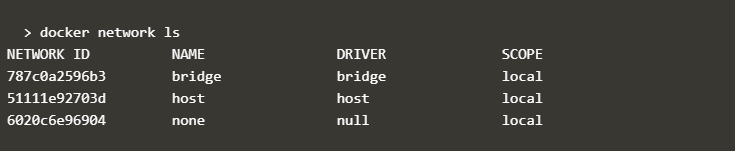 > docker network ls
NETWORK ID NAME DRIVER SCOPE
787c0a2596b3 bridge bridge local
51111e92703d host host local
6020c6e96904 none null local